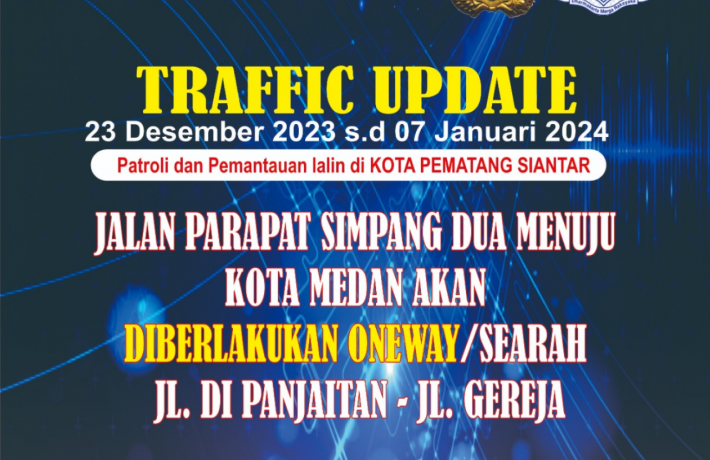 TRAFFIC UPDATE
23 Desember 2023 s.d 07 Januari 2024
Patroli dan Pemantauan lalin di KOTA PEMATANG SIANTAR
JALAN PARAPAT SIMPANG DUA MENUJU
KOTA MEDAN AKAN
DIBERLAKUKAN ONEWAY/SEARAH
JL. DI PANJAITAN - JL. GEREJA